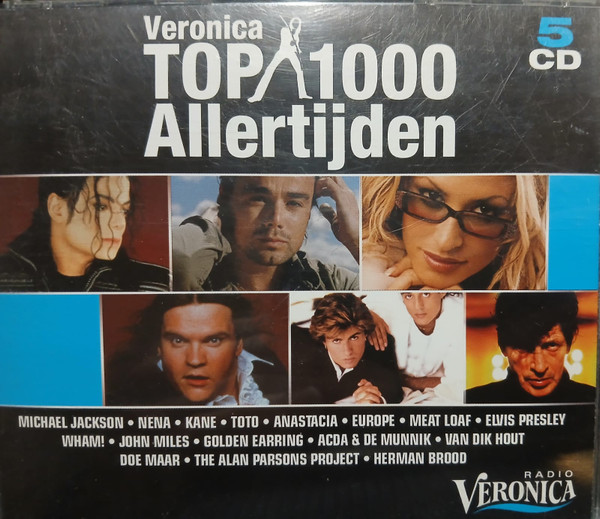 Veronica
TOP 1000
Allertijden
5
CD
MICHAEL JACKSON • NENA • KANE • TOTO • ANASTACIA • EUROPE • MEAT LOAF • ELVIS PRESLEY
WHAM! • JOHN MILES • GOLDEN EARRING • ACDA & DE MUNNIK • VAN DIK HOUT
DOE MAAR • THE ALAN PARSONS PROJECT • HERMAN BROOD
RADIO
VERONICA